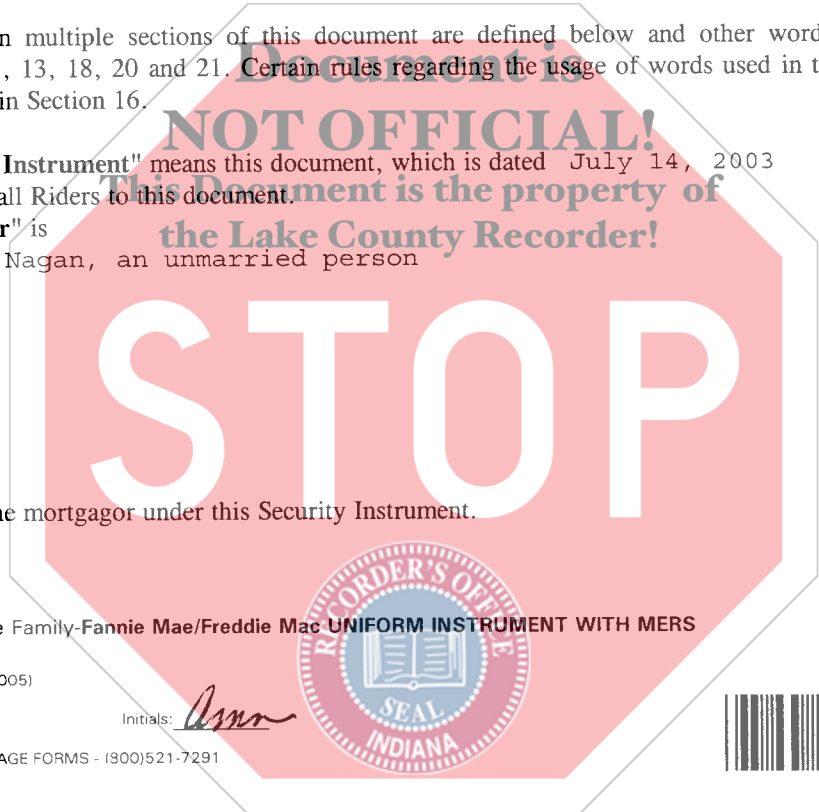 n multiple sections of this document are defined below and other word
, 13, 18, 20 and 21. Certain rules regarding the usage of words used in t
in Section 16.
Document is
NOT OFFICIAL!
This Document is the property of
the Lake County Recorder!
Instrument" means this document, which is dated July 14, 2003
all Riders to this document.
r" is
Nagan, an unmarried person
STOP
e mortgagor under this Security Instrument.
e Family-Fannie Mae/Freddie Mac UNIFORM INSTRUMENT WITH MERS
005)
Initials:
AGE FORMS - (800)521-7291
RECORDER'S OFFICE
SEAL
INDIANA